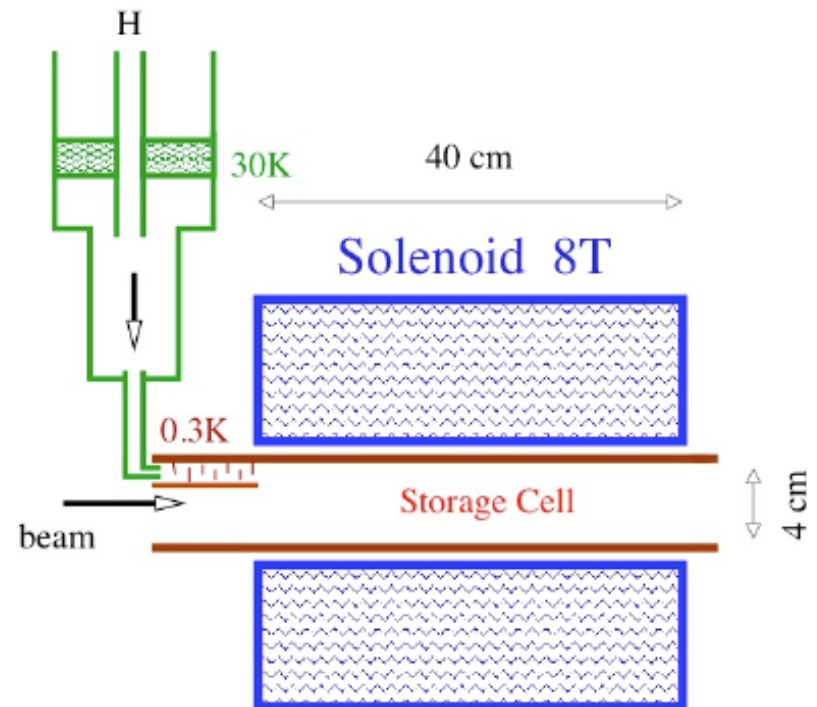 H
30K
40 cm
Solenoid 8T
0.3K
Storage Cell
beam
4 cm